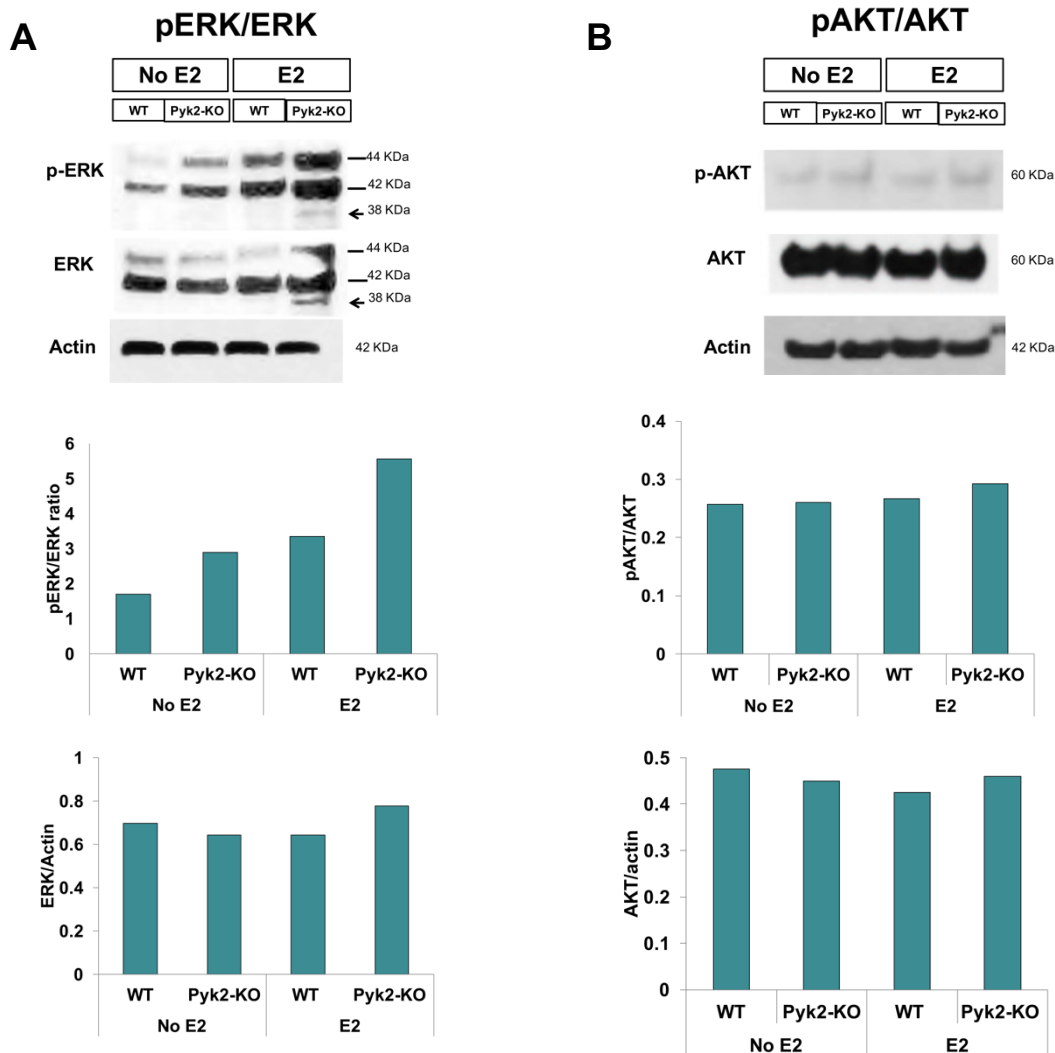 A
pERK/ERK
No E2 E2
WT Pyk2-KO WT Pyk2-KO
p-ERK
44 KDa
42 KDa
38 KDa
ERK
44 KDa
42 KDa
38 KDa
Actin
42 KDa
pERK/ERK ratio
6
5
4
3
2
1
0
WT Pyk2-KO WT Pyk2-KO
No E2 E2
ERK/Actin
1
0.8
0.6
0.4
0.2
0
WT Pyk2-KO WT Pyk2-KO
No E2 E2
B
pAKT/AKT
No E2 E2
WT Pyk2-KO WT Pyk2-KO
p-AKT
60 KDa
AKT
60 KDa
Actin
42 KDa
pAKT/AKT
0.4
0.3
0.2
0.1
0
WT Pyk2-KO WT Pyk2-KO
No E2 E2
AKT/actin
0.5
0.4
0.3
0.2
0.1
0
WT Pyk2-KO WT Pyk2-KO
No E2 E2